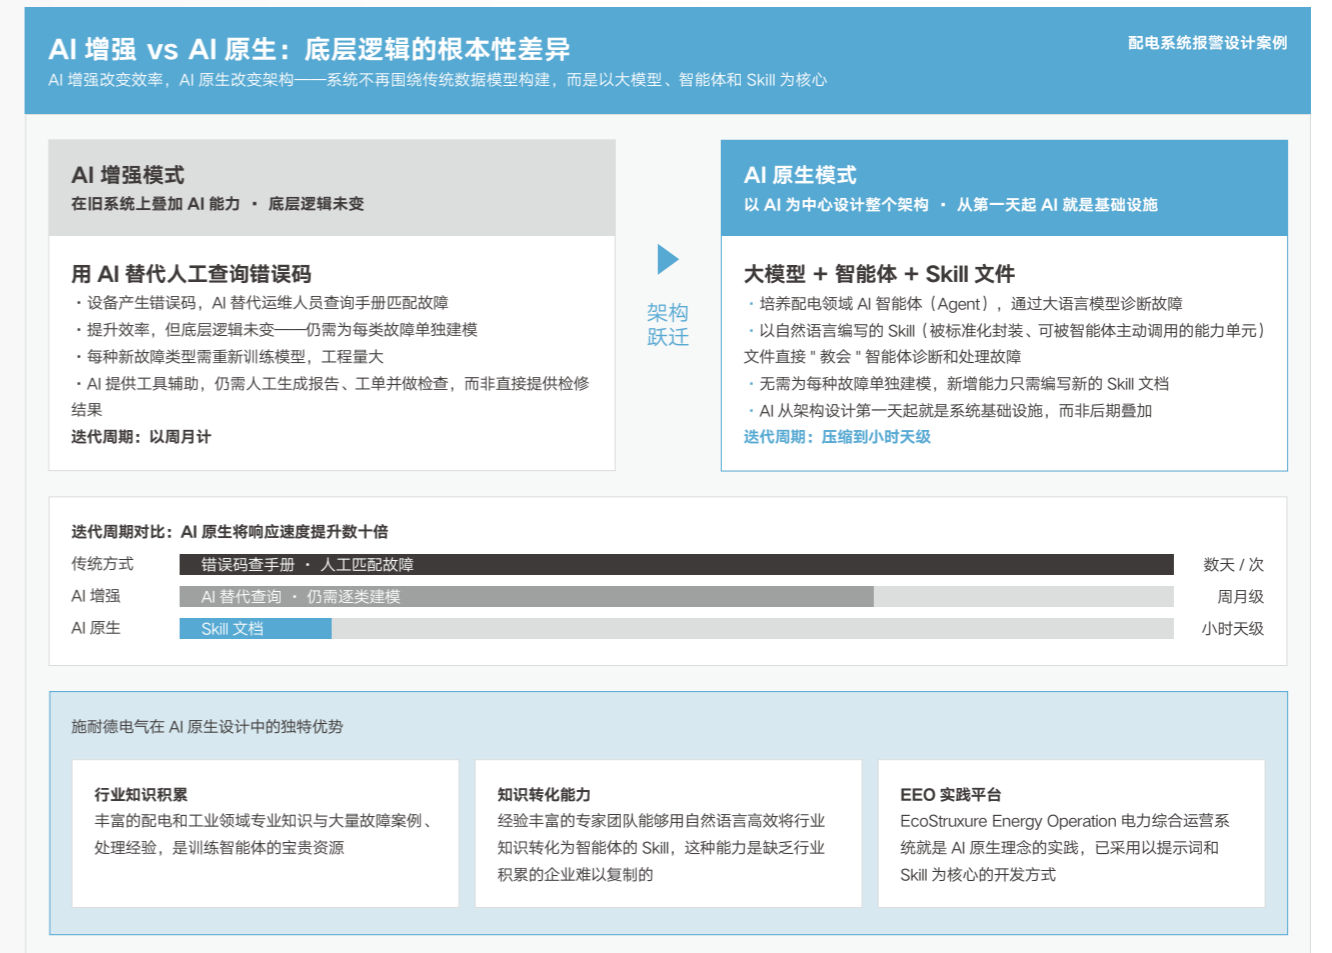 AI 增强 vs AI 原生：底层逻辑的根本性差异
配电系统报警设计案例
AI 增强改变效率，AI 原生改变架构——系统不再围绕传统数据模型构建，而是以大模型、智能体和 Skill 为核心
AI 增强模式
在旧系统上叠加 AI 能力 · 底层逻辑未变
用 AI 替代人工查询错误码
· 设备产生错误码，AI 替代运维人员查询手册匹配故障
· 提升效率，但底层逻辑未变——仍需为每类故障单独建模
· 每种新故障类型需重新训练模型，工程量大
· AI 提供工具辅助，仍需人工生成报告、工单并做检查，而非直接提供检修
结果
迭代周期：以周月计
架构
跃迁
AI 原生模式
以 AI 为中心设计整个架构 · 从第一天起 AI 就是基础设施
大模型 + 智能体 + Skill 文件
· 培养配电领域 AI 智能体（Agent），通过大语言模型诊断故障
· 以自然语言编写的 Skill（被标准化封装、可被智能体主动调用的能力单元）
文件直接 " 教会 " 智能体诊断和处理故障
· 无需为每种故障单独建模，新增能力只需编写新的 Skill 文档
· AI 从架构设计第一天起就是系统基础设施，而非后期叠加
迭代周期：压缩到小时天级
迭代周期对比：AI 原生将响应速度提升数十倍
传统方式 错误码查手册 · 人工匹配故障 数天 / 次
AI 增强 AI 替代查询 · 仍需逐类建模 周月级
AI 原生 Skill 文档 小时天级
施耐德电气在 AI 原生设计中的独特优势
行业知识积累
丰富的配电和工业领域专业知识与大量故障案例、
处理经验，是训练智能体的宝贵资源
知识转化能力
经验丰富的专家团队能够用自然语言高效将行业
知识转化为智能体的 Skill，这种能力是缺乏行业
积累的企业难以复制的
EEO 实践平台
EcoStruxure Energy Operation 电力综合运营系
统就是 AI 原生理念的实践，已采用以提示词和
Skill 为核心的开发方式